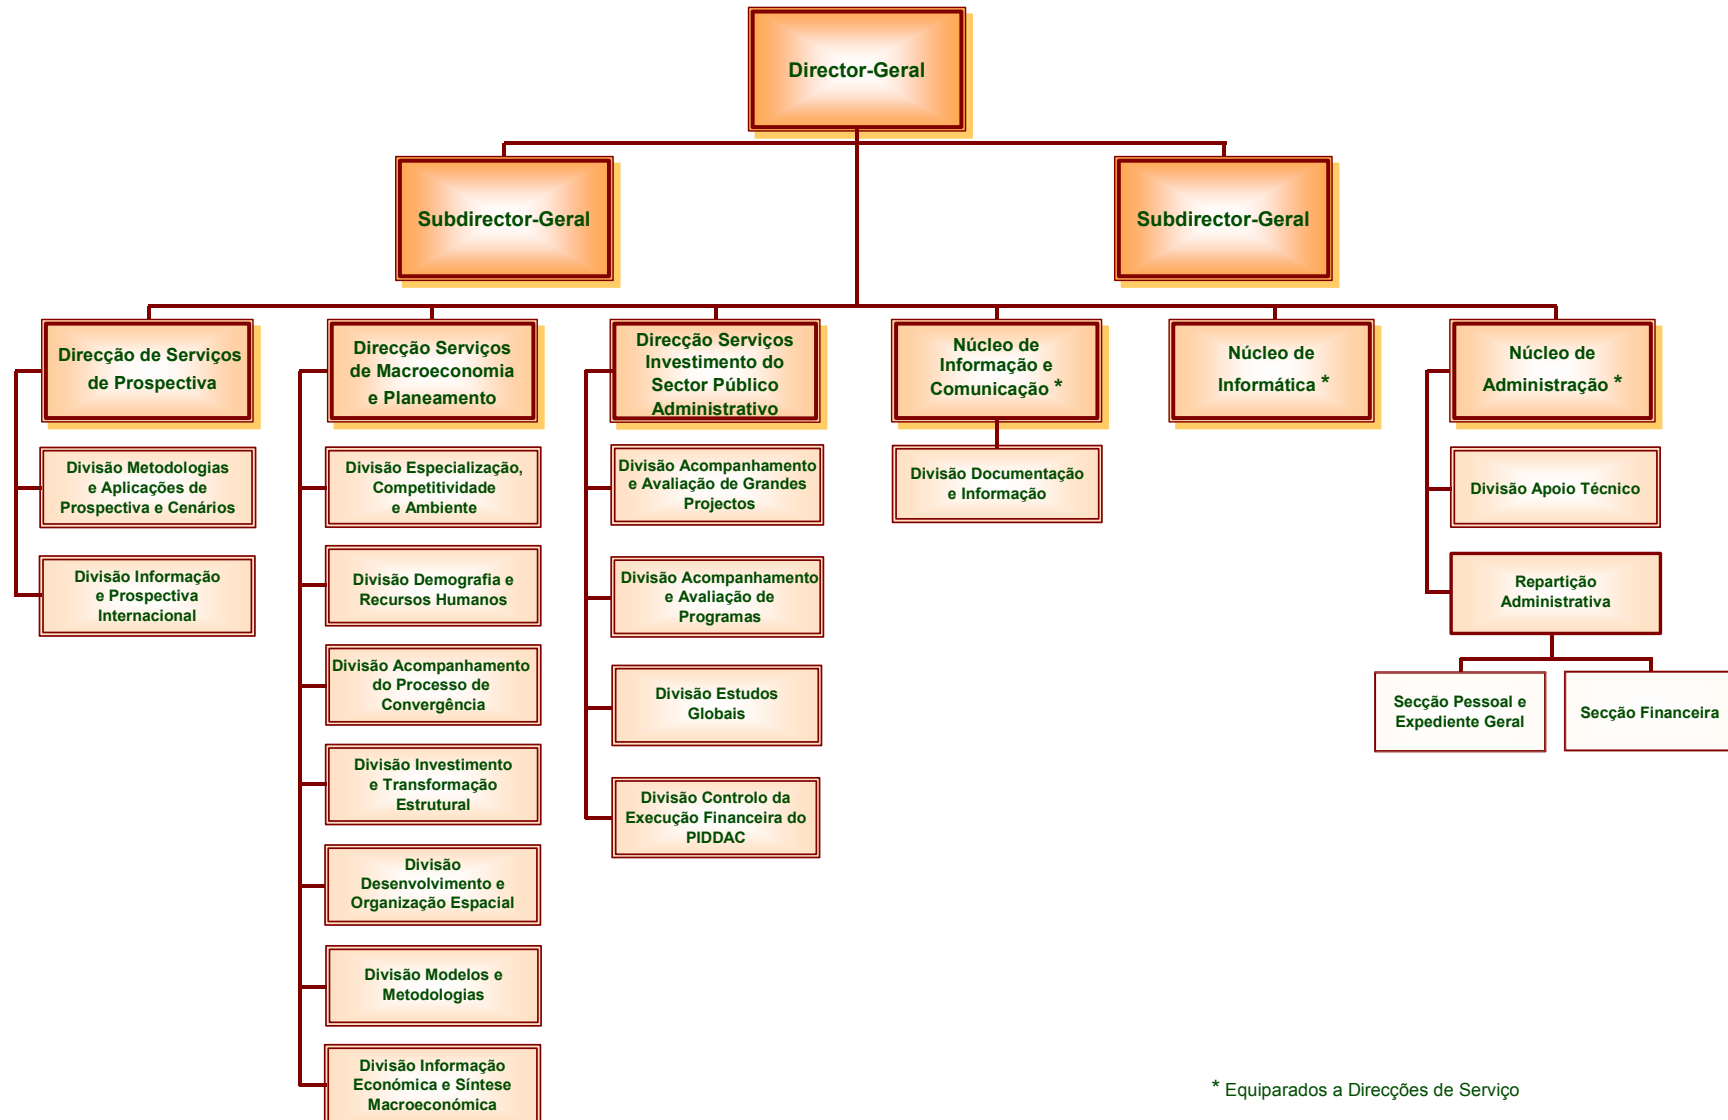 Director-Geral
Subdirector-Geral
Subdirector-Geral
Direcção de Serviços
de Prospectiva
Direcção Serviços
de Macroeconomia
e Planeamento
Direcção Serviços
Investimento do
Sector Público
Administrativo
Núcleo de
Informação e
Comunicação *
Núcleo de
Informática *
Núcleo de
Administração *
Divisão Metodologias
e Aplicações de
Prospectiva e Cenários
Divisão Informação
e Prospectiva
Internacional
Divisão Especialização,
Competitividade
e Ambiente
Divisão Demografia e
Recursos Humanos
Divisão Acompanhamento
do Processo de
Convergência
Divisão Investimento
e Transformação
Estrutural
Divisão
Desenvolvimento e
Organização Espacial
Divisão Modelos e
Metodologias
Divisão Informação
Económica e Síntese
Macroeconómica
Divisão Acompanhamento
e Avaliação de Grandes
Projectos
Divisão Acompanhamento
e Avaliação de
Programas
Divisão Estudos
Globais
Divisão Controlo da
Execução Financeira do
PIDDAC
Divisão Documentação
e Informação
Divisão Apoio Técnico
Repartição
Administrativa
Secção Pessoal e
Expediente Geral
Secção Financeira
* Equiparados a Direcções de Serviço